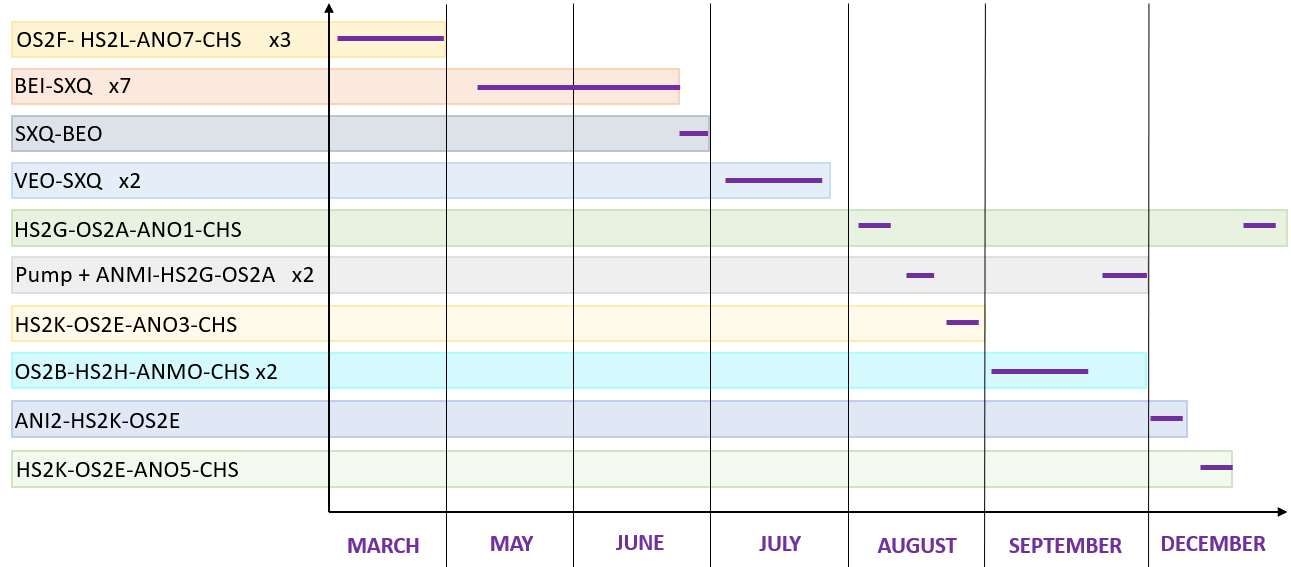 OS2F- HS2L-ANO7-CHS x3
BEI-SXQ x7
SXQ-BEO
VEO-SXQ x2
HS2G-OS2A-ANO1-CHS
Pump + ANMI-HS2G-OS2A x2
HS2K-OS2E-ANO3-CHS
OS2B-HS2H-ANMO-CHS x2
ANI2-HS2K-OS2E
HS2K-OS2E-ANO5-CHS
MARCH MAY JUNE JULY AUGUST SEPTEMBER DECEMBER